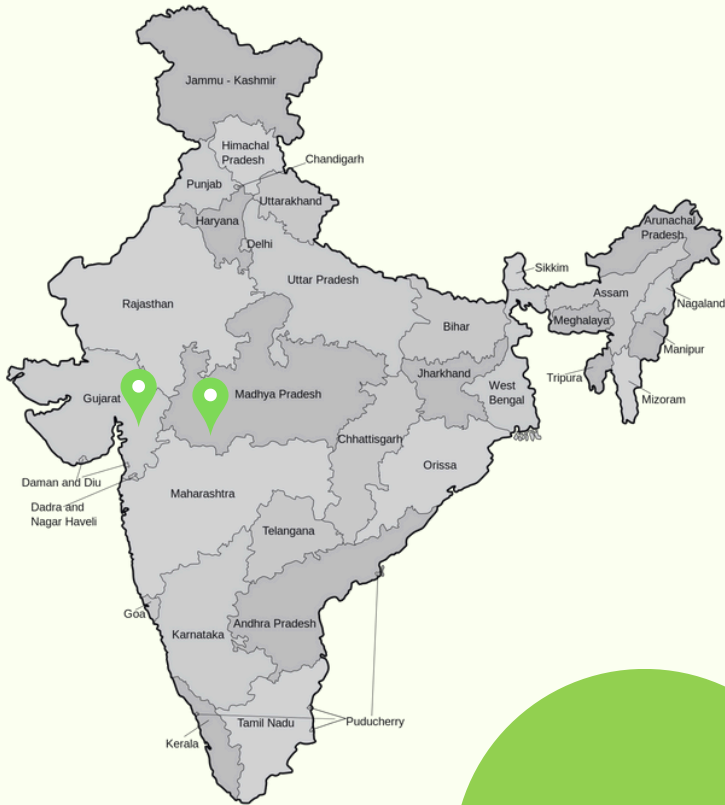 Jammu - Kashmir
Himachal
Pradesh
Chandigarh
Punjab
Uttarakhand
Haryana
Delhi
Arunachal
Pradesh
Sikkim
Uttar Pradesh
Assam
Nagaland
Rajasthan
Bihar
Meghalaya
Manipur
Jharkhand
Tripura
West
Bengal
Mizoram
Gujarat
Madhya Pradesh
Chhattisgarh
Orissa
Daman and Diu
Maharashtra
Dadra and
Nagar Haveli
Telangana
Goa
Andhra Pradesh
Karnataka
Tamil Nadu
Puducherry
Kerala